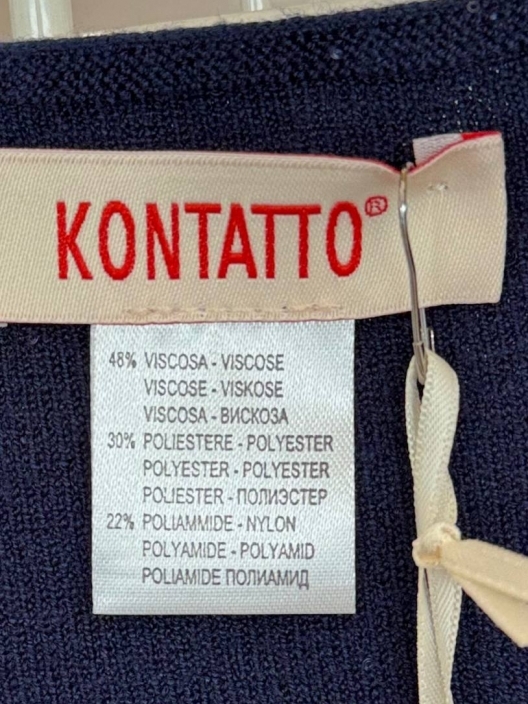 KONTATTO®
48% VISCOSA - VISCOSE
VISCOSE - VISKOSE
VISCOSA - ВИСКОЗА
30% POLIESTERE - POLYESTER
POLYESTER - POLYESTER
POLIESTER - ПОЛИЭСТЕР
22% POLIAMMIDE - NYLON
POLYAMIDE - POLYAMID
POLIAMIDE ПОЛИАМИД